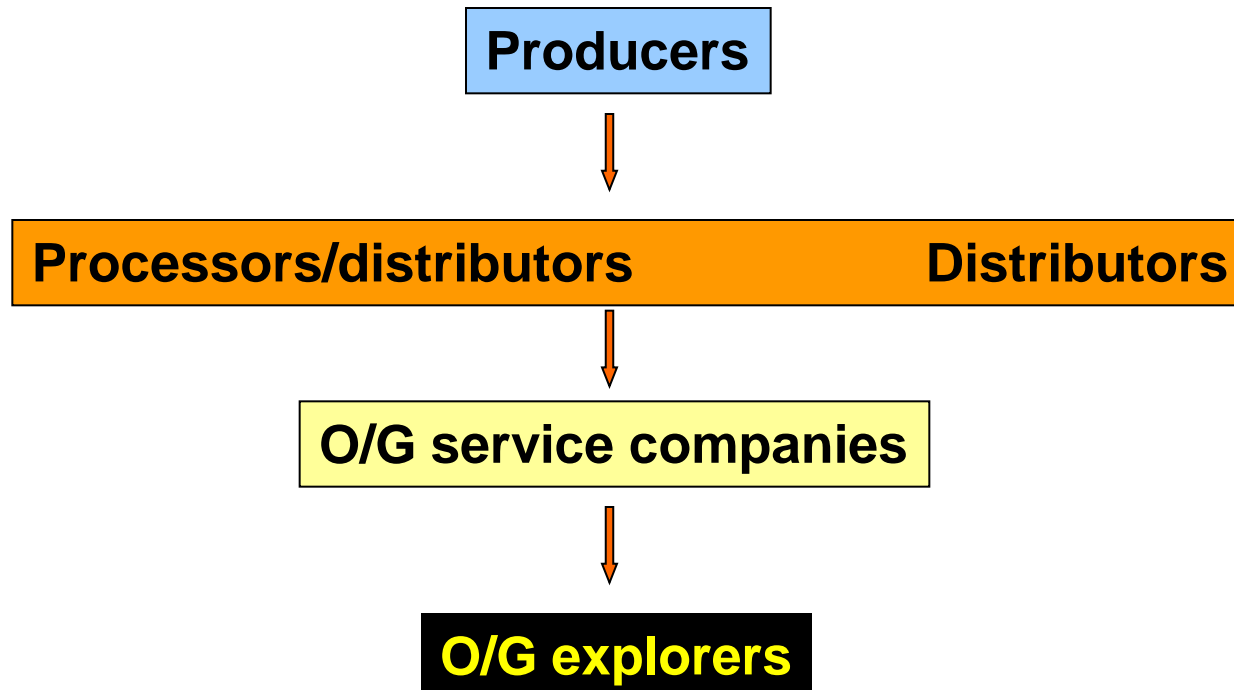 Producers
Processors/distributors Distributors
O/G service companies
O/G explorers